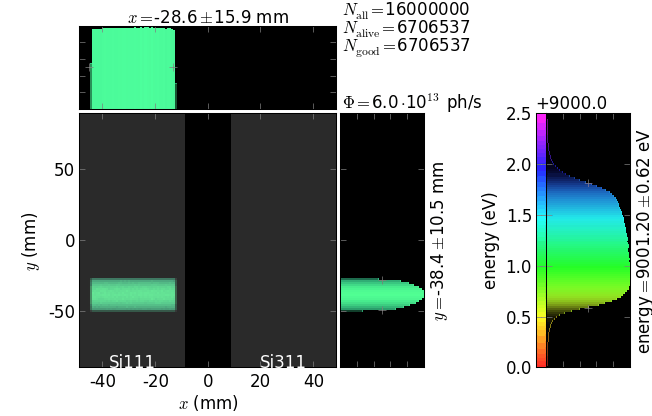 x=-28.6±15.9 mm
N_all=16000000
N_alive=6706537
N_good=6706537
Φ=6.0·10¹³ ph/s
+9000.0
50
0
-50
y (mm)
Si111
Si311
-40
-20
0
20
40
x (mm)
y=-38.4±10.5 mm
2.5
2.0
1.5
1.0
0.5
0.0
energy (eV)
energy=9001.20±0.62 eV